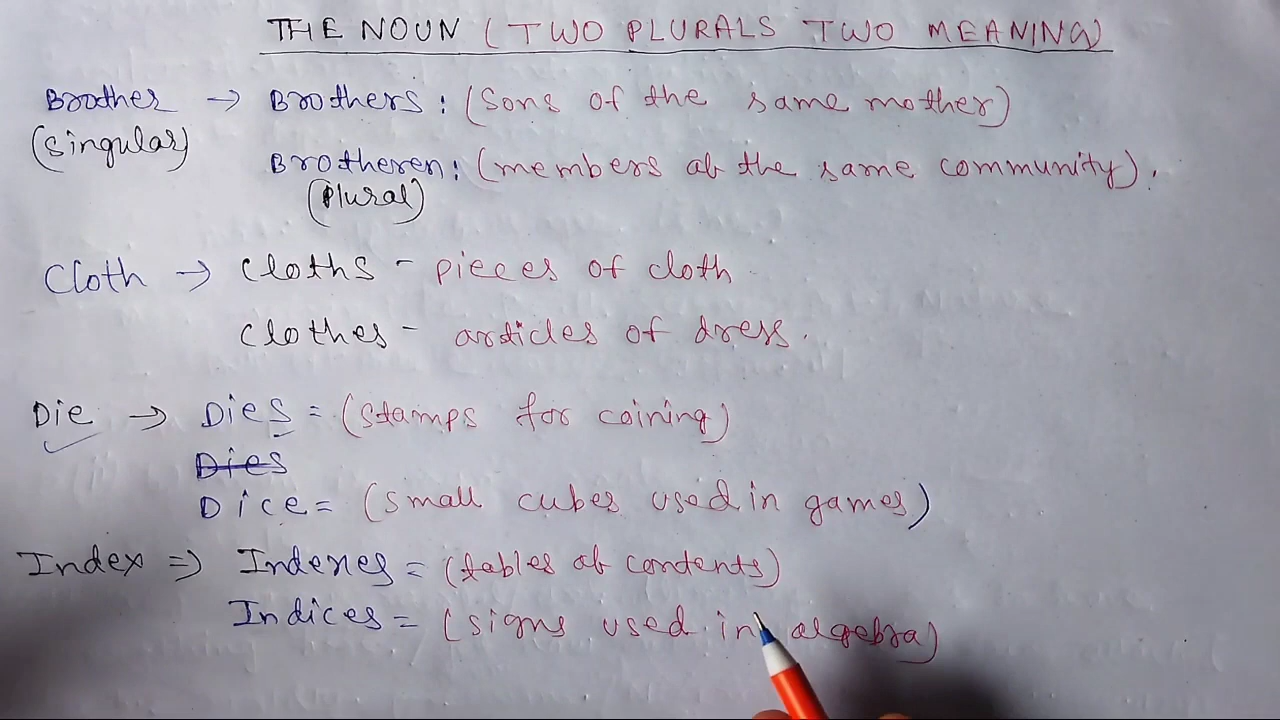 THE NOUN (TWO PLURALS TWO MEANING)
Brother → Brothers: (Sons of the same mother)
(singular)
Brotheren: (members of the same community).
(Plural)
Cloth → Cloths - pieces of cloth
Clothes - articles of dress.
Die → Dies = (stamps for coining)
Dies
Dice = (small cubes used in games)
Index ⇒ Indexes = (tables of contents)
Indices = (signs used in algebra)